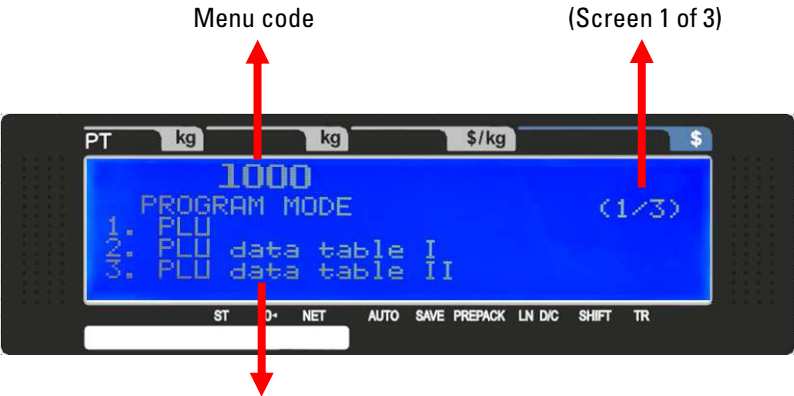 Menu code (Screen 1 of 3)
PT kg kg $/kg $
1000
PROGRAM MODE (1/3)
1. PLU
2. PLU data table I
3. PLU data table II
ST NET AUTO SAVE PREPACK LN D/C SHIFT TR